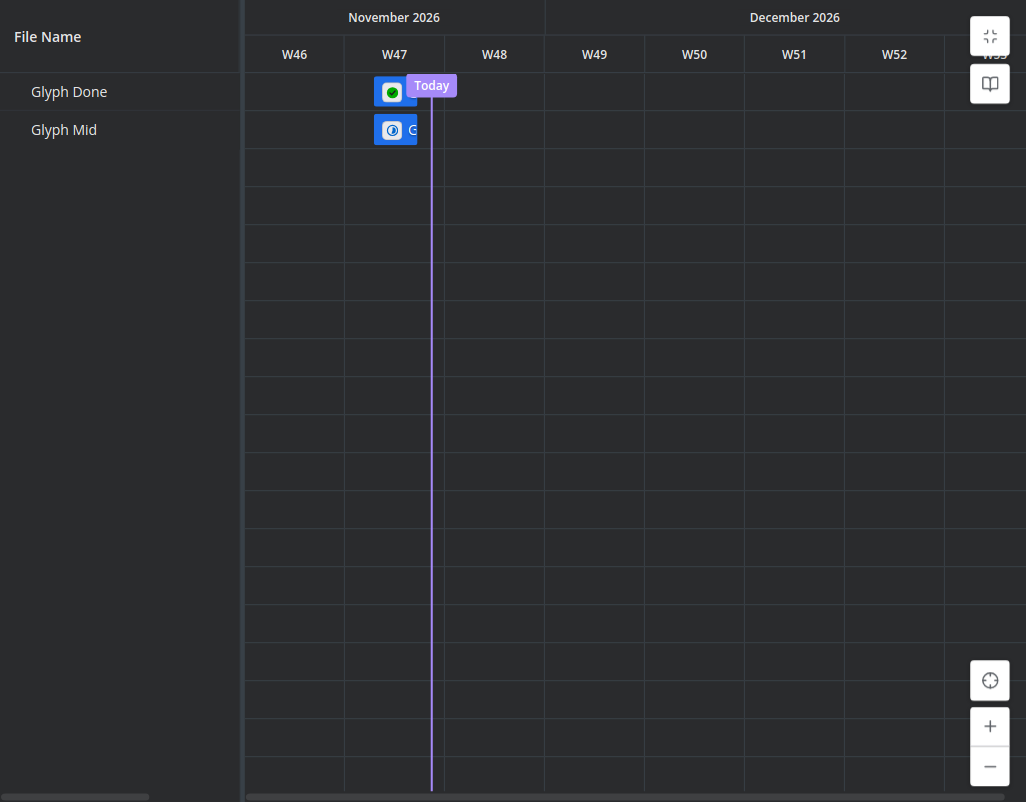 File Name
November 2026
December 2026
W46
W47
W48
W49
W50
W51
W52
Glyph Done
Today
Glyph Mid
G